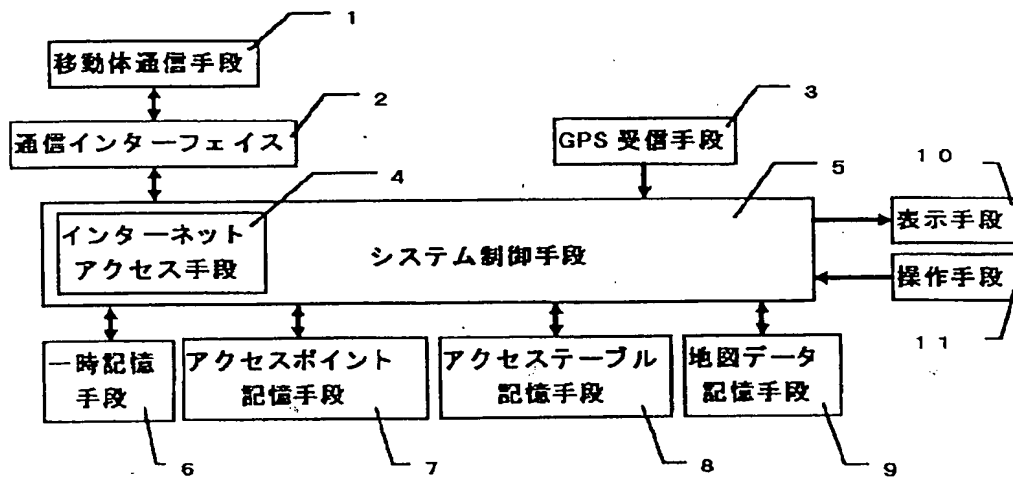 1
移動体通信手段
2
通信インターフェイス
3
GPS 受信手段
4
インターネット
アクセス手段
5
システム制御手段
10
表示手段
操作手段
11
一時記憶
手段
アクセスポイント
記憶手段
アクセステーブル
記憶手段
地図データ
記憶手段
6
7
8
9